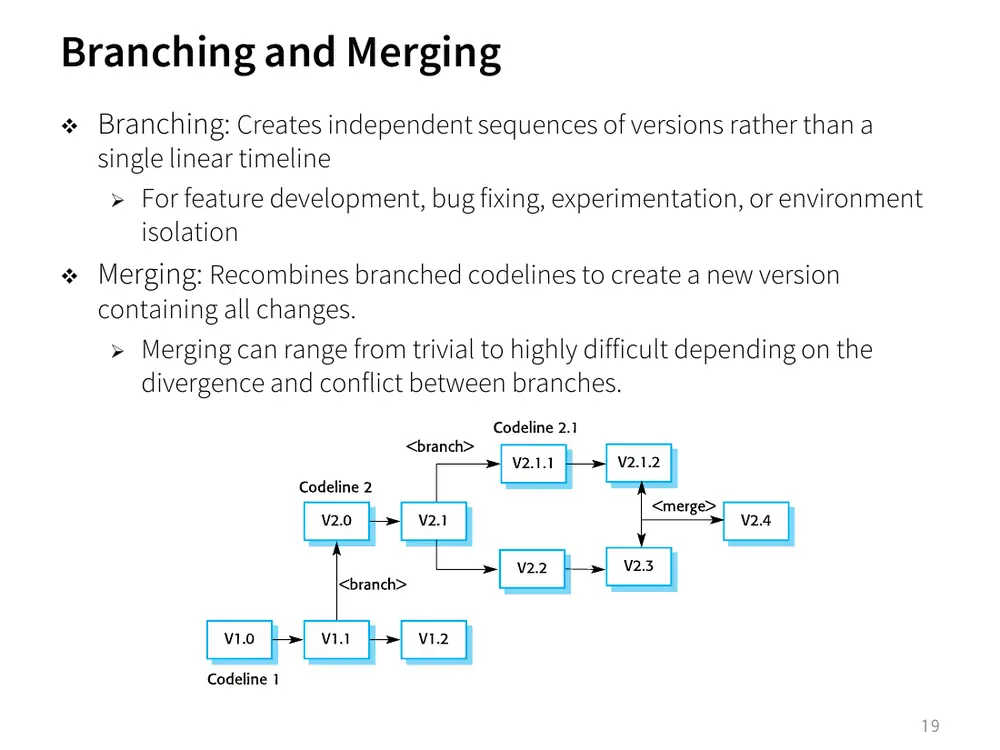 Branching and Merging
❖ Branching: Creates independent sequences of versions rather than a
single linear timeline
➢ For feature development, bug fixing, experimentation, or environment
isolation
❖ Merging: Recombines branched codelines to create a new version
containing all changes.
➢ Merging can range from trivial to highly difficult depending on the
divergence and conflict between branches.
Codeline 2.1
<branch>
V2.1.1
V2.1.2
Codeline 2
<merge>
V2.0
V2.1
V2.4
V2.2
V2.3
<branch>
V1.0
V1.1
V1.2
Codeline 1
19